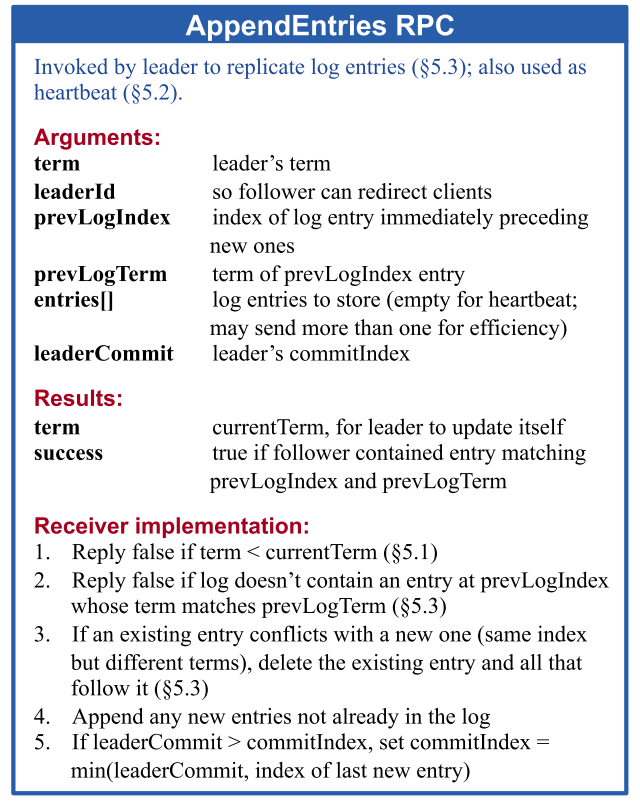 AppendEntries RPC
Invoked by leader to replicate log entries (§5.3); also used as
heartbeat (§5.2).
Arguments:
term leader’s term
leaderId so follower can redirect clients
prevLogIndex index of log entry immediately preceding
new ones
prevLogTerm term of prevLogIndex entry
entries[] log entries to store (empty for heartbeat;
may send more than one for efficiency)
leaderCommit leader’s commitIndex
Results:
term currentTerm, for leader to update itself
success true if follower contained entry matching
prevLogIndex and prevLogTerm
Receiver implementation:
1. Reply false if term < currentTerm (§5.1)
2. Reply false if log doesn’t contain an entry at prevLogIndex
whose term matches prevLogTerm (§5.3)
3. If an existing entry conflicts with a new one (same index
but different terms), delete the existing entry and all that
follow it (§5.3)
4. Append any new entries not already in the log
5. If leaderCommit > commitIndex, set commitIndex =
min(leaderCommit, index of last new entry)